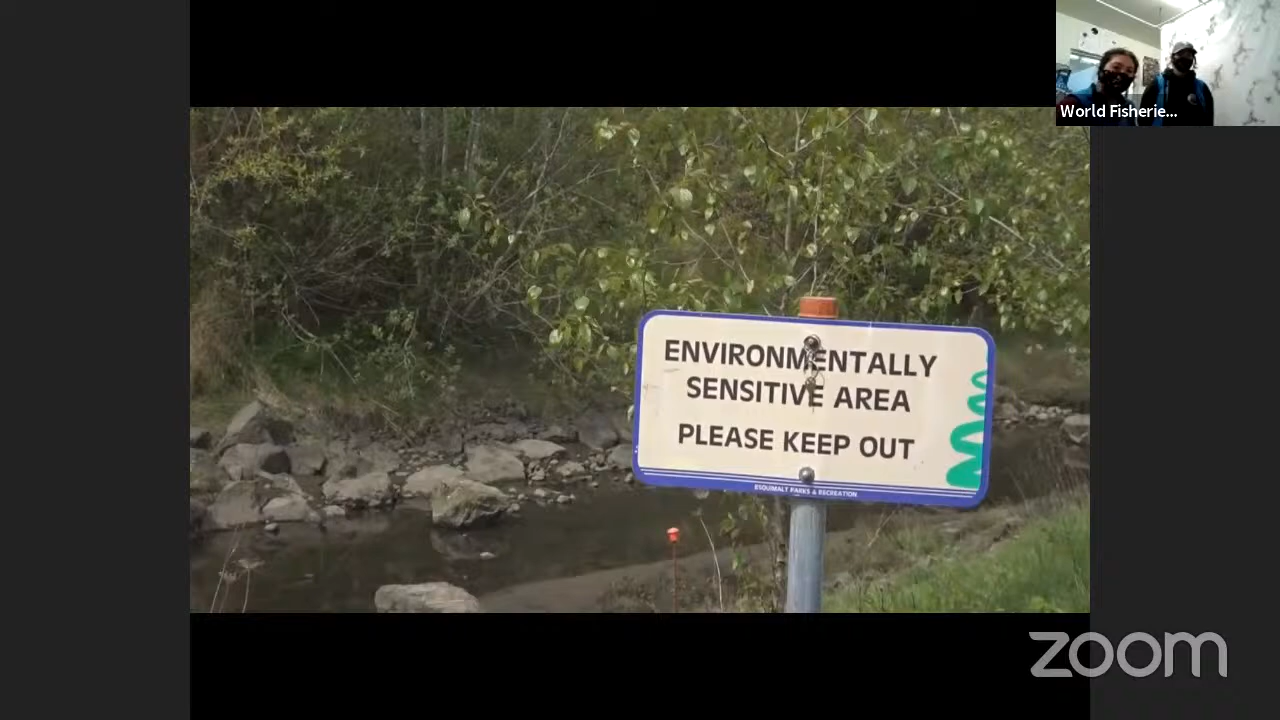 World Fisherie...
ENVIRONMENTALLY
SENSITIVE AREA
PLEASE KEEP OUT
ESQUIMALT PARKS & RECREATION
zoom